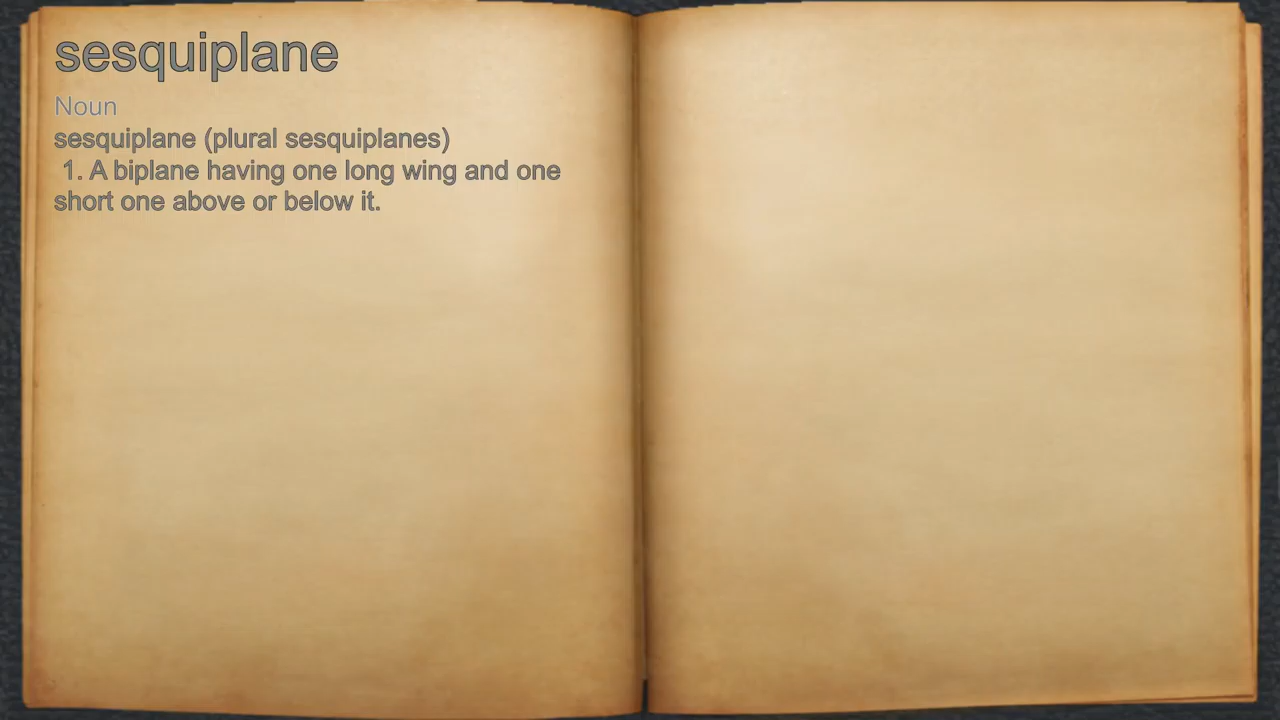 sesquiplane
Noun
sesquiplane (plural sesquiplanes)
1. A biplane having one long wing and one
short one above or below it.